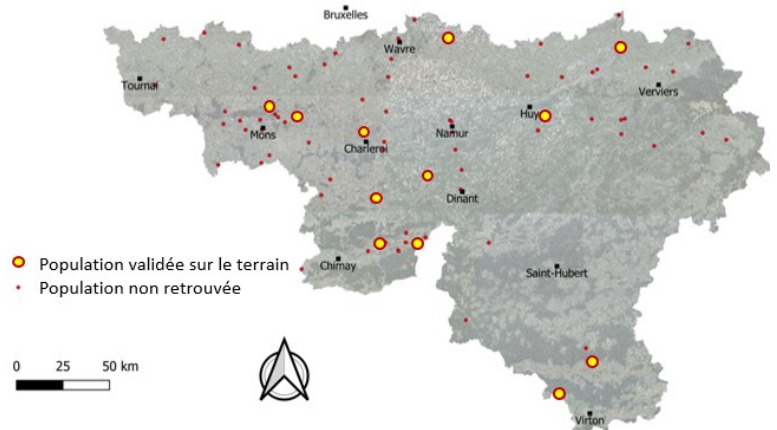 Bruxelles
Wavre
Tournai
Verviers
Huy
Mons
Namur
Charleroi
Dinant
Population validée sur le terrain
Chimay
Saint-Hubert
Population non retrouvée
0 25 50 km
Virton